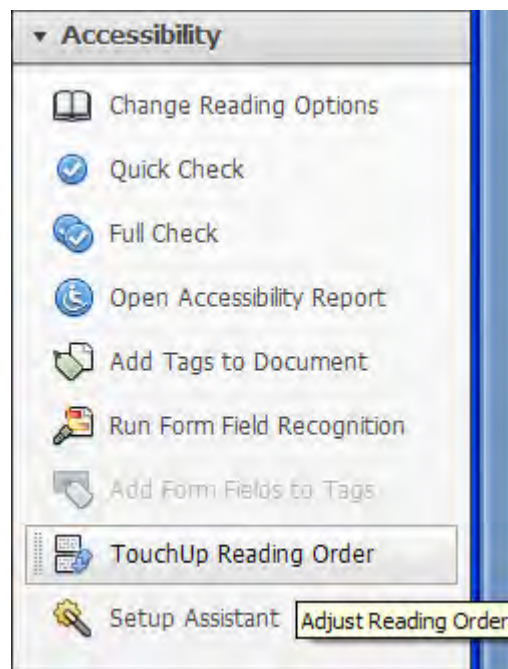 Accessibility
Change Reading Options
Quick Check
Full Check
Open Accessibility Report
Add Tags to Document
Run Form Field Recognition
Add Form Fields to Tags
TouchUp Reading Order
Setup Assistant
Adjust Reading Order